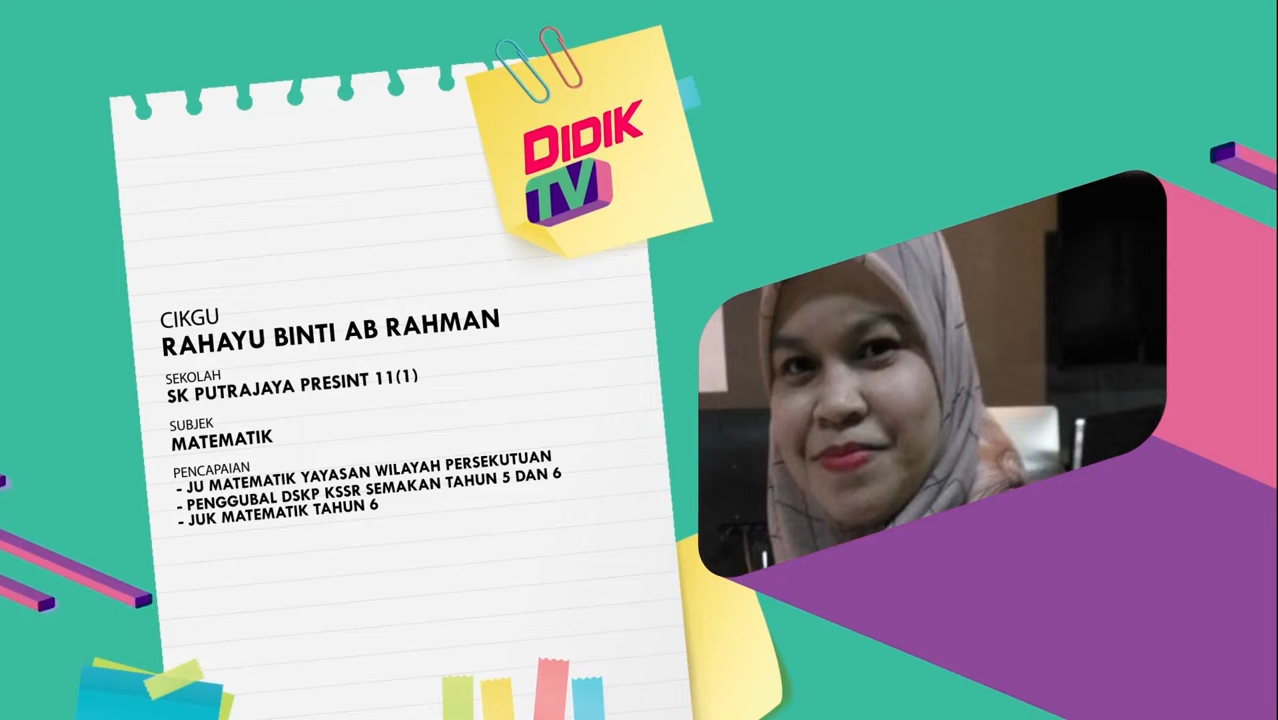 DIDIK
TV
CIKGU
RAHAYU BINTI AB RAHMAN
SEKOLAH
SK PUTRAJAYA PRESINT 11(1)
SUBJEK
MATEMATIK
PENCAPAIAN
- JU MATEMATIK YAYASAN WILAYAH PERSEKUTUAN
- PENGGUBAL DSKP KSSR SEMAKAN TAHUN 5 DAN 6
- JUK MATEMATIK TAHUN 6